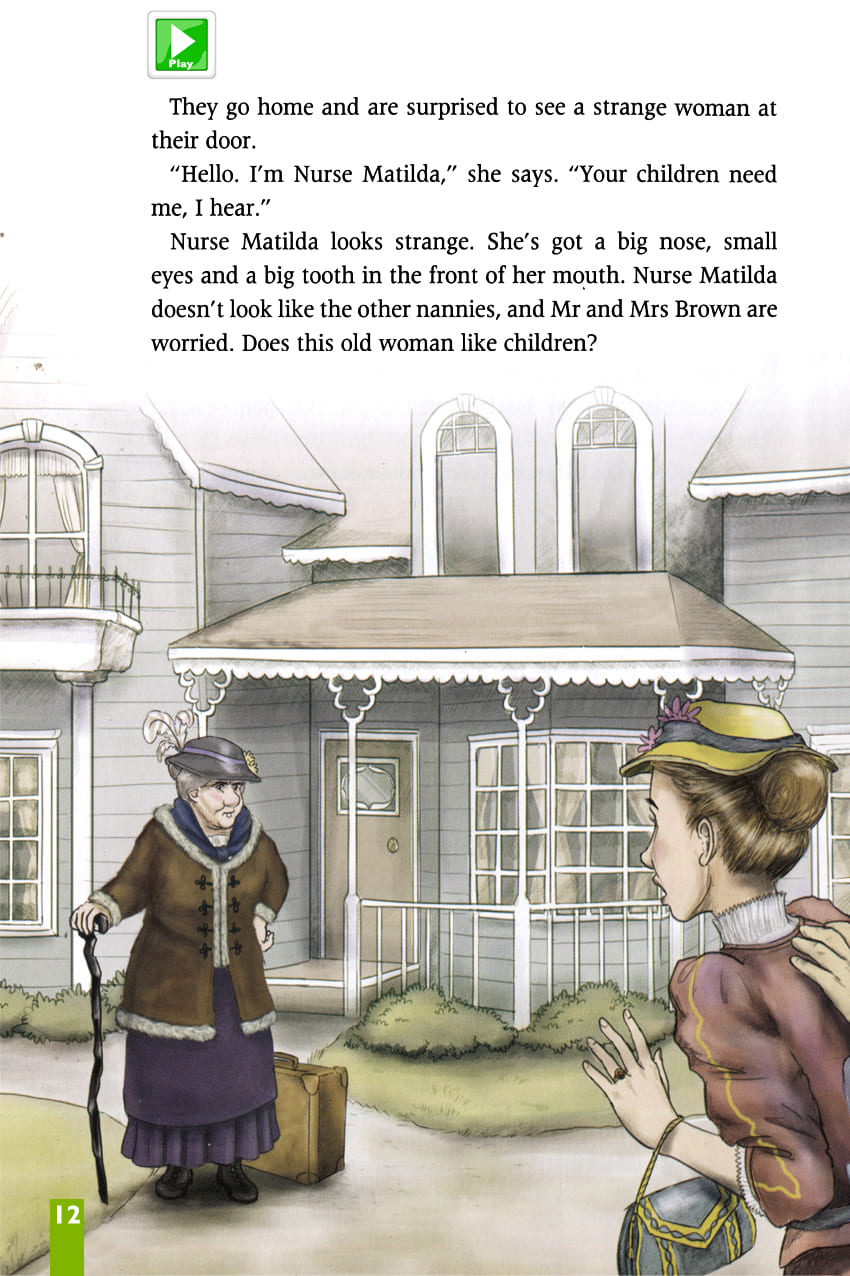 Play
They go home and are surprised to see a strange woman at
their door.
“Hello. I’m Nurse Matilda,” she says. “Your children need
me, I hear.”
Nurse Matilda looks strange. She’s got a big nose, small
eyes and a big tooth in the front of her mouth. Nurse Matilda
doesn’t look like the other nannies, and Mr and Mrs Brown are
worried. Does this old woman like children?
12